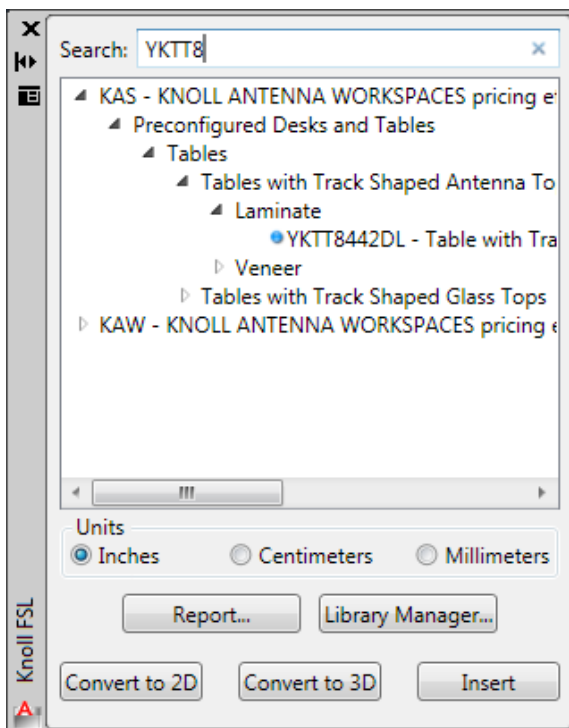 Search: YKTT8
KAS - KNOLL ANTENNA WORKSPACES pricing
Preconfigured Desks and Tables
Tables
Tables with Track Shaped Antenna
Laminate
YKTT8442DL - Table with
Veneer
Tables with Track Shaped Glass Tops
KAW - KNOLL ANTENNA WORKSPACES pricing
Units
Inches Centimeters Millimeters
Report... Library Manager...
Convert to 2D Convert to 3D Insert
Knoll FSL